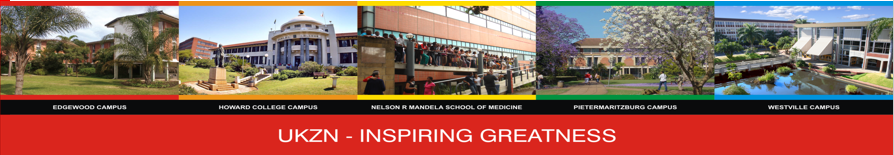 EDGEWOOD CAMPUS
HOWARD COLLEGE CAMPUS
NELSON R MANDELA SCHOOL OF MEDICINE
PIETERMARITZBURG CAMPUS
WESTVILLE CAMPUS
UKZN - INSPIRING GREATNESS